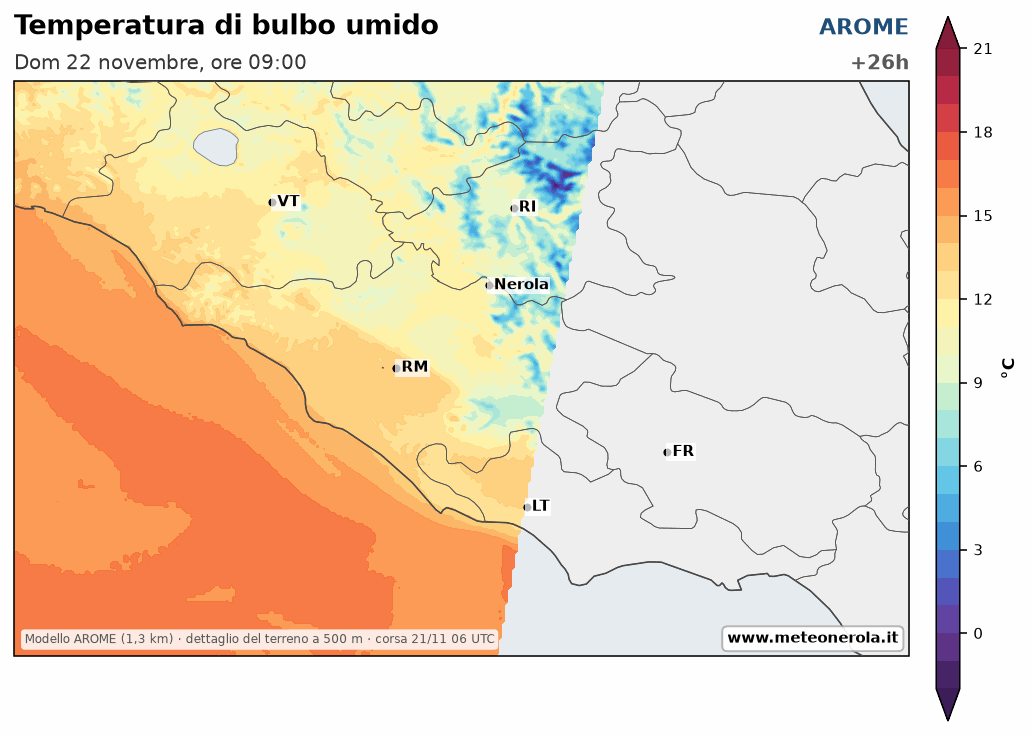 Temperatura di bulbo umido
AROME
Dom 22 novembre, ore 09:00
+26h
VT
RI
Nerola
RM
FR
LT
Modello AROME (1,3 km) · dettaglio del terreno a 500 m · corsa 21/11 06 UTC
www.meteonerola.it
21
18
15
12
9
6
3
0
°C